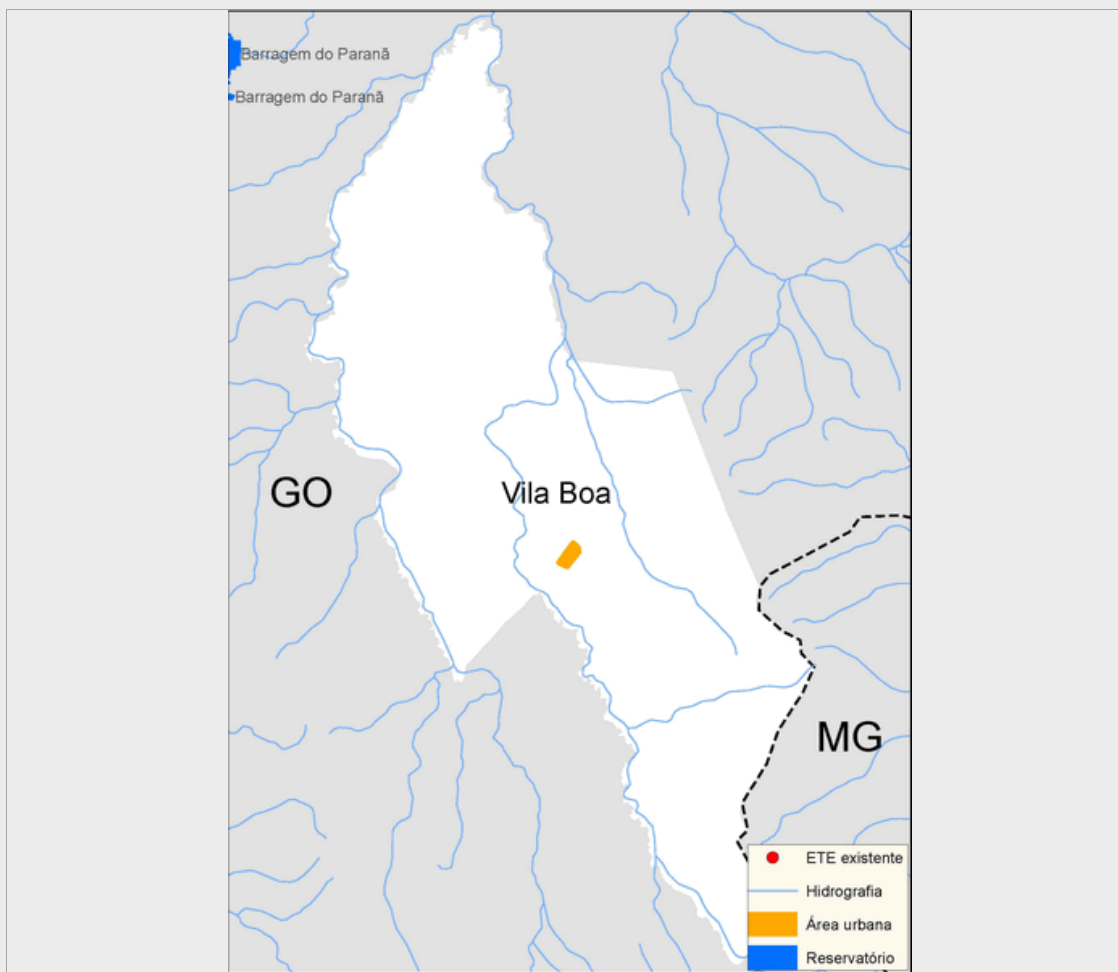 Barragem do Paranã
Barragem do Paranã
GO
Vila Boa
MG
ETE existente
Hidrografia
Área urbana
Reservatório